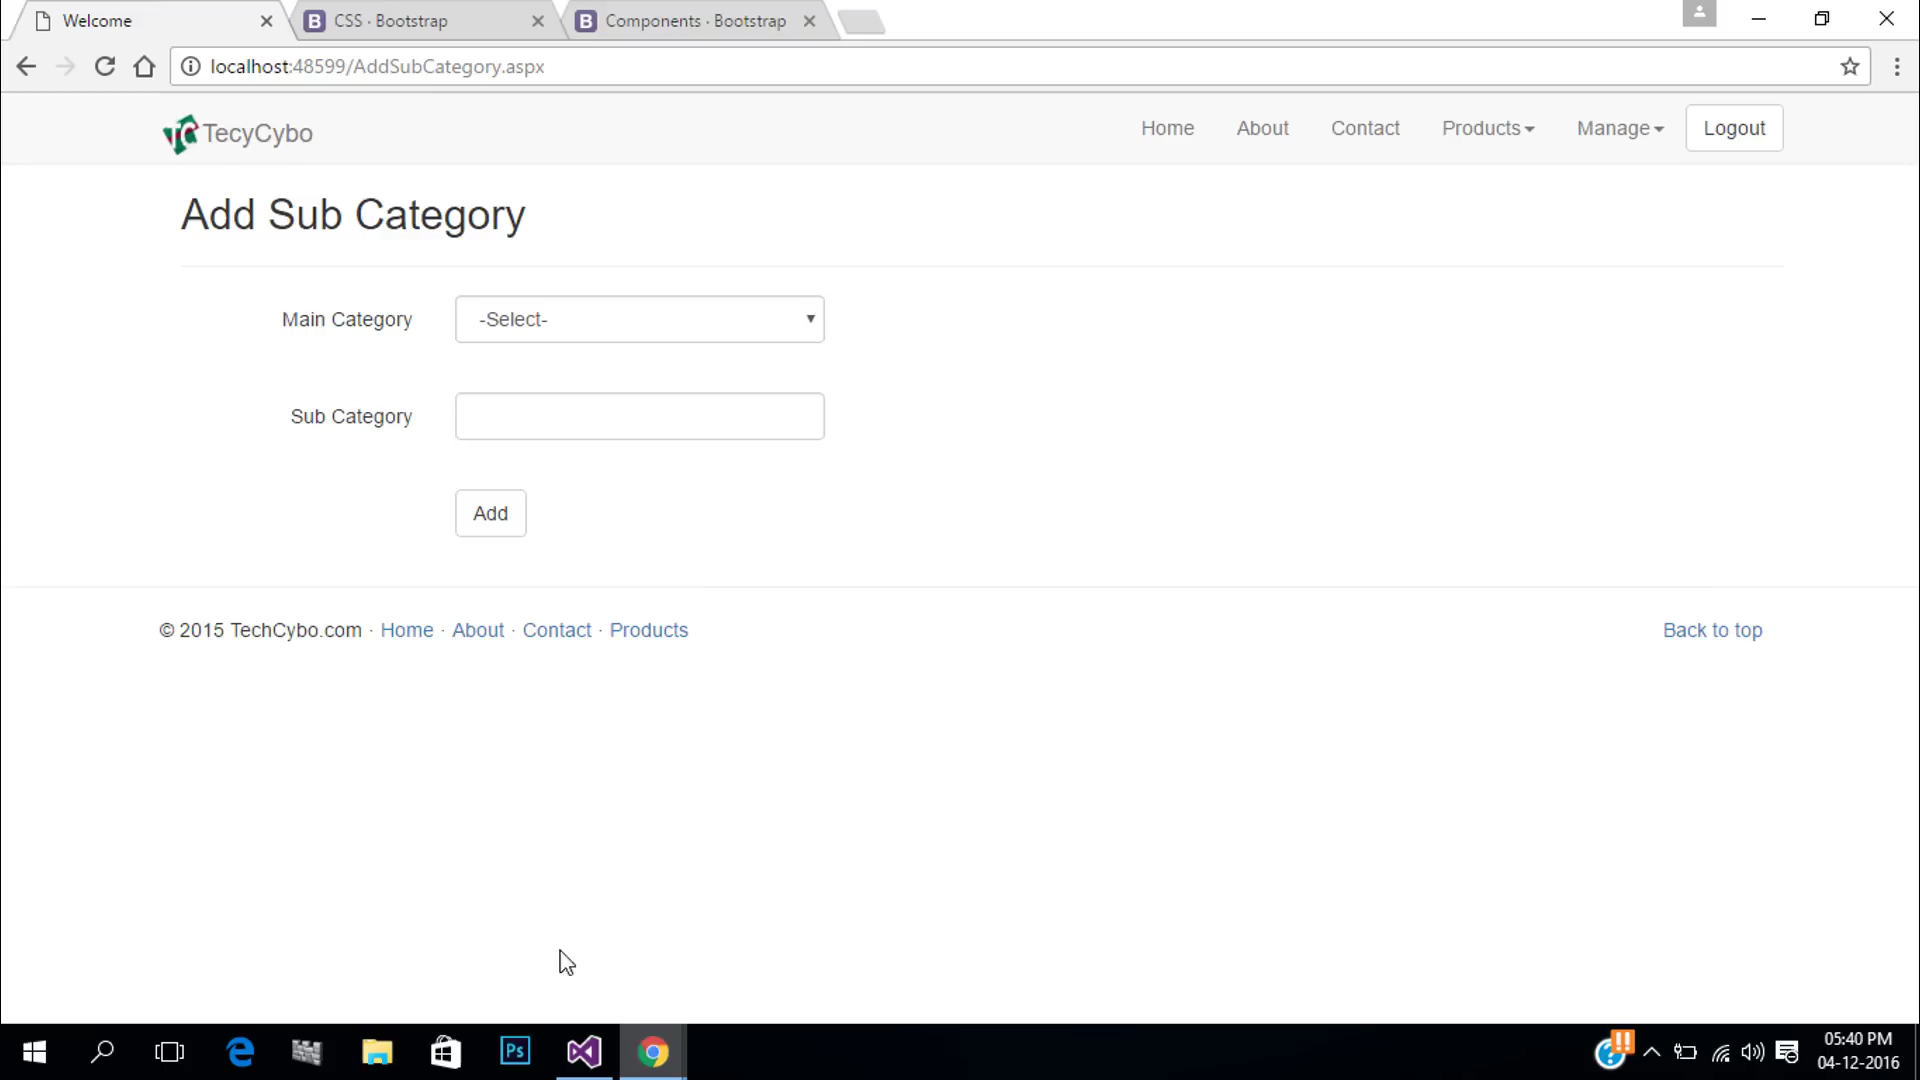 Welcome
CSS · Bootstrap
Components · Bootstrap
localhost:48599/AddSubCategory.aspx
TecyCybo
Home About Contact Products Manage Logout
Add Sub Category
Main Category -Select-
Sub Category
Add
© 2015 TechCybo.com · Home · About · Contact · Products
Back to top
Ps
05:40 PM
04-12-2016